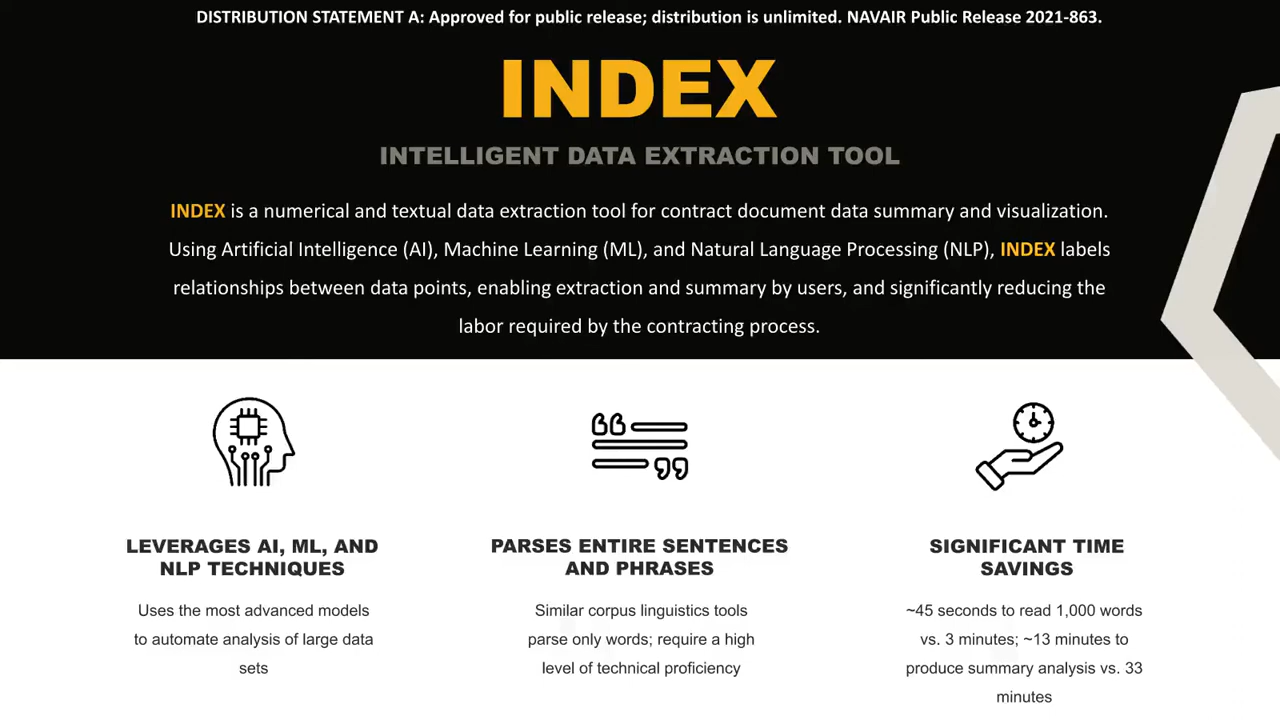 DISTRIBUTION STATEMENT A: Approved for public release; distribution is unlimited. NAVAIR Public Release 2021-863.
INDEX
INTELLIGENT DATA EXTRACTION TOOL
INDEX is a numerical and textual data extraction tool for contract document data summary and visualization.
Using Artificial Intelligence (AI), Machine Learning (ML), and Natural Language Processing (NLP), INDEX labels
relationships between data points, enabling extraction and summary by users, and significantly reducing the
labor required by the contracting process.
LEVERAGES AI, ML, AND
NLP TECHNIQUES
Uses the most advanced models
to automate analysis of large data
sets
PARSES ENTIRE SENTENCES
AND PHRASES
Similar corpus linguistics tools
parse only words; require a high
level of technical proficiency
SIGNIFICANT TIME
SAVINGS
~45 seconds to read 1,000 words
vs. 3 minutes; ~13 minutes to
produce summary analysis vs. 33
minutes